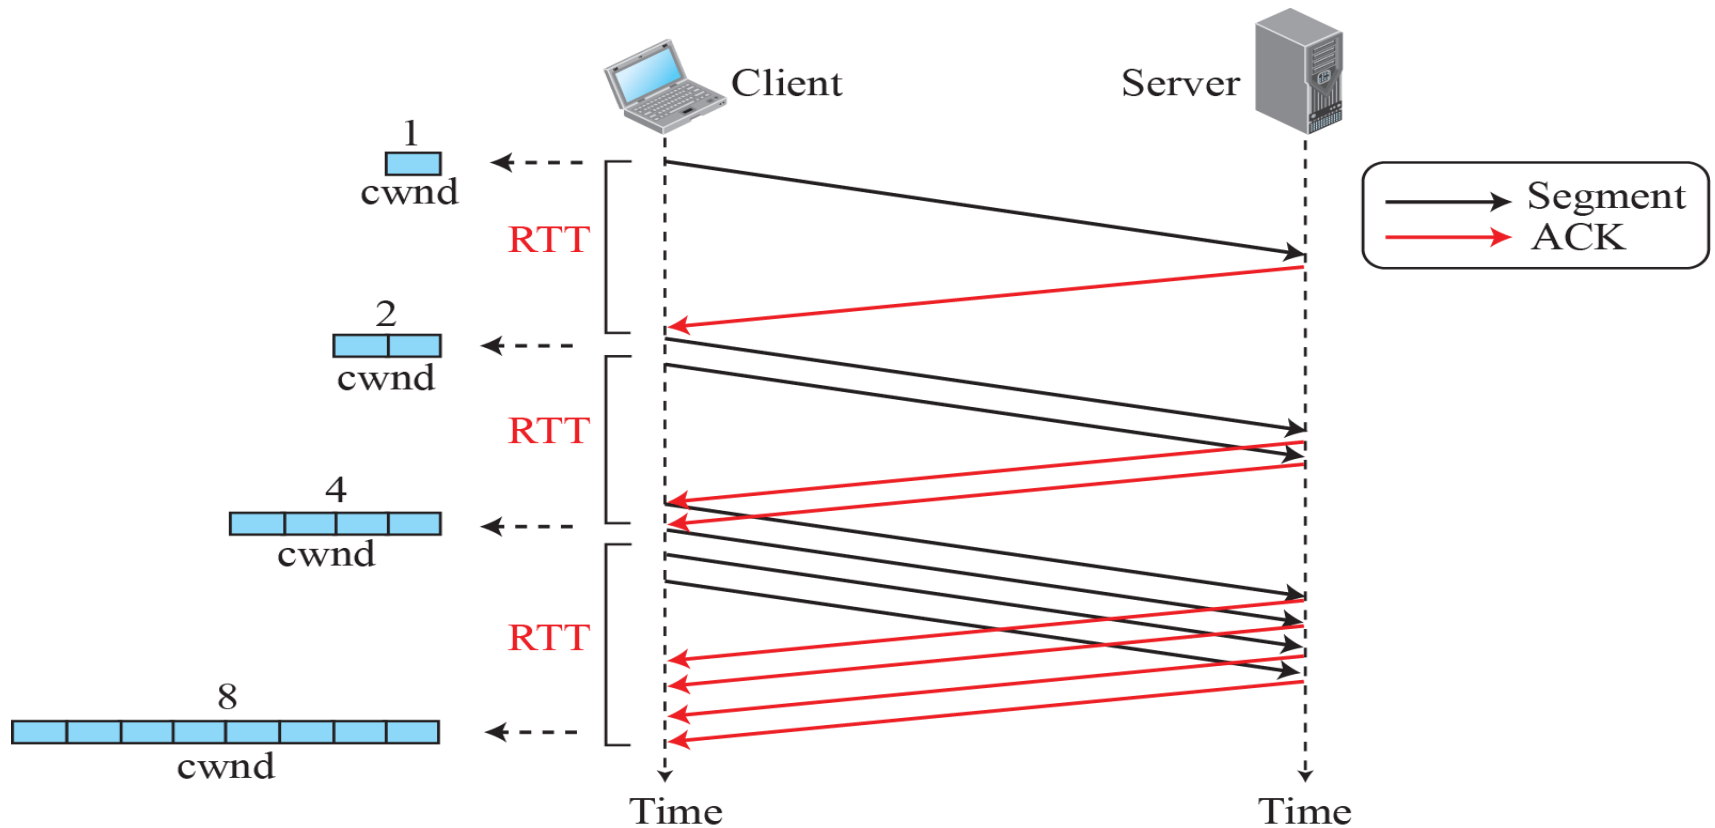 Client
Server
1
cwnd
Segment
ACK
RTT
2
cwnd
RTT
4
cwnd
RTT
8
cwnd
Time
Time